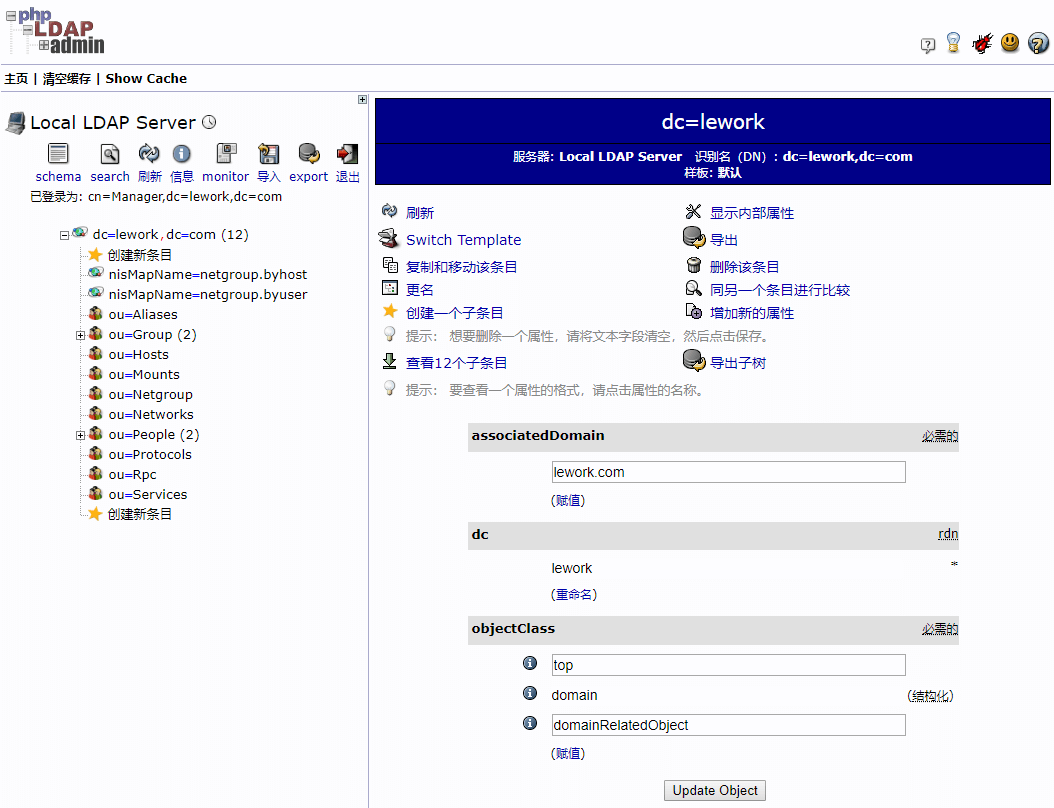 php
LDAP
admin
主页 | 清空缓存 | Show Cache
Local LDAP Server
schema search 刷新 信息 monitor 导入 export 退出
已登录为: cn=Manager,dc=lework,dc=com
dc=lework,dc=com (12)
创建新条目
nisMapName=netgroup.byhost
nisMapName=netgroup.byuser
ou=Aliases
ou=Group (2)
ou=Hosts
ou=Mounts
ou=Netgroup
ou=Networks
ou=People (2)
ou=Protocols
ou=Rpc
ou=Services
创建新条目
dc=lework
服务器: Local LDAP Server 识别名（DN）: dc=lework,dc=com
样板: 默认
刷新 显示内部属性
Switch Template 导出
复制和移动该条目 删除该条目
更名 同另一个条目进行比较
创建一个子条目 增加新的属性
提示: 想要删除一个属性，请将文本字段清空，然后点击保存。
查看12个子条目 导出子树
提示: 要查看一个属性的格式，请点击属性的名称。
associatedDomain 必需的
lework.com
(赋值)
dc rdn
lework *
(重命名)
objectClass 必需的
top
domain (结构化)
domainRelatedObject
(赋值)
Update Object